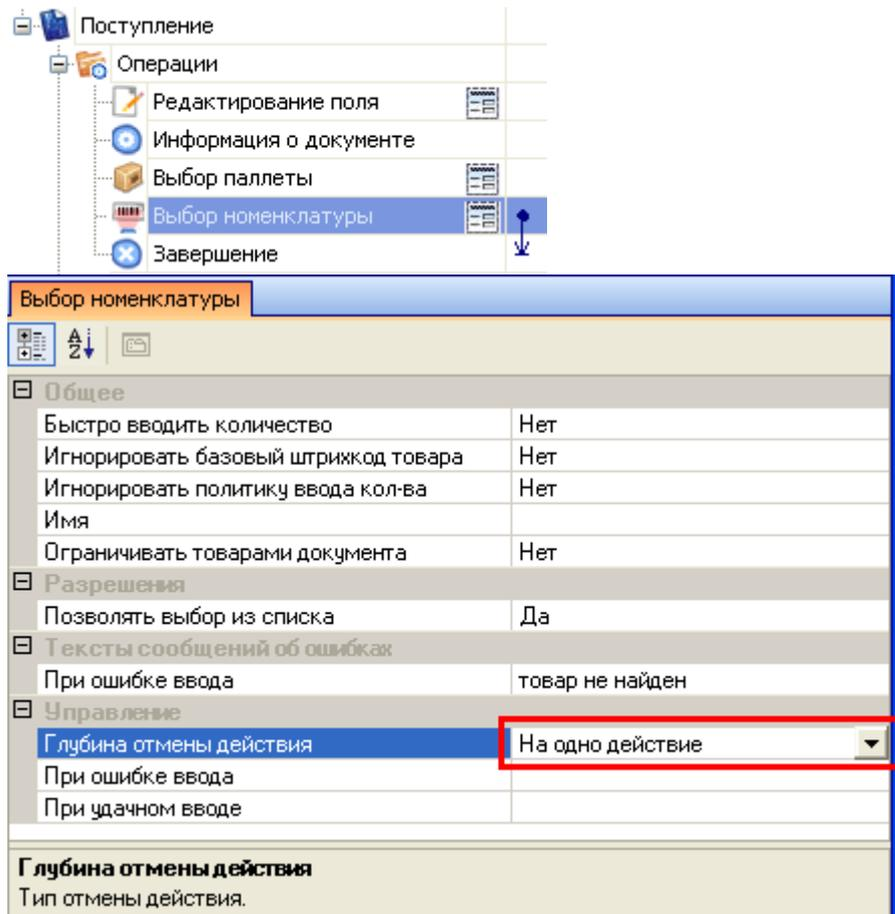 Поступление
Операции
Редактирование поля
Информация о документе
Выбор паллеты
Выбор номенклатуры
Завершение
Выбор номенклатуры
Общее
Быстро вводить количество Нет
Игнорировать базовый штрихкод товара Нет
Игнорировать политику ввода кол-ва Нет
Имя
Ограничивать товарами документа Нет
Разрешения
Позволять выбор из списка Да
Тексты сообщений об ошибках
При ошибке ввода товар не найден
Управление
Глубина отмены действия На одно действие
При ошибке ввода
При удачном вводе
Глубина отмены действия
Тип отмены действия.